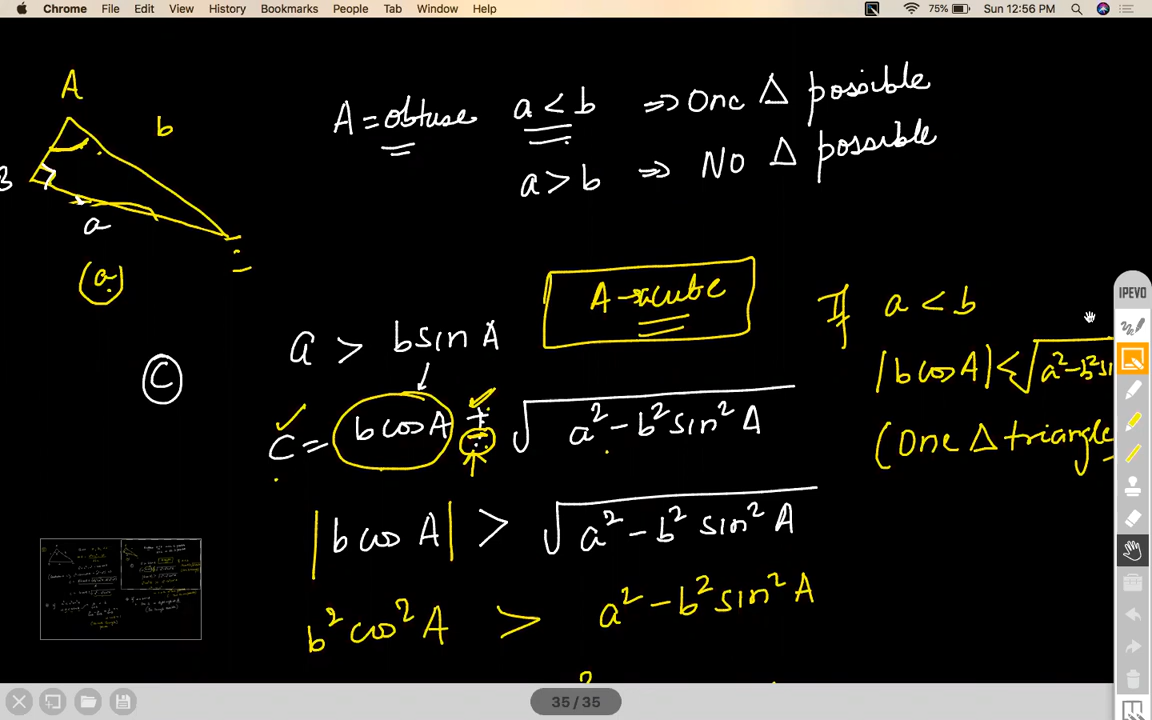 Chrome File Edit View History Bookmarks People Tab Window Help 75% Sun 12:56 PM
A
b
B
a
(a)
A = obtuse a < b ⇒ One Δ possible
a > b ⇒ No Δ possible
A → acute
If a < b
a > b sin A
|b cos A| < √a² - b² si
C
c = b cos A ± √a² - b² sin² A
(One Δ triangle
|b cos A| > √a² - b² sin² A
b² cos² A > a² - b² sin² A
IPEVO
35 / 35